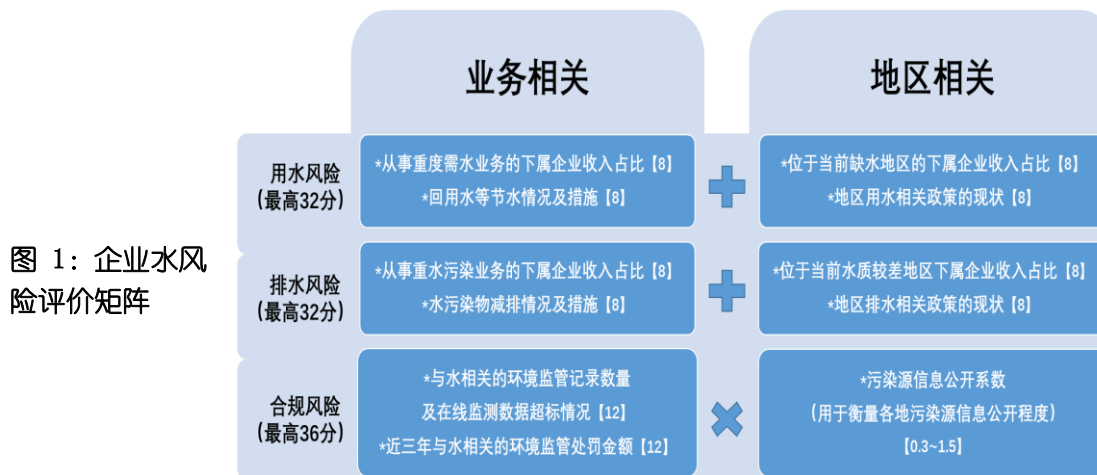 业务相关
地区相关
用水风险
(最高32分)
*从事重度需水业务的下属企业收入占比【8】
*回用水等节水情况及措施【8】
*位于当前缺水地区的下属企业收入占比【8】
*地区用水相关政策的现状【8】
图 1：企业水风
险评价矩阵
排水风险
(最高32分)
*从事重水污染业务的下属企业收入占比【8】
*水污染物减排情况及措施【8】
*位于当前水质较差地区下属企业收入占比【8】
*地区排水相关政策的现状【8】
合规风险
(最高36分)
*与水相关的环境监管记录数量
及在线监测数据超标情况【12】
*近三年与水相关的环境监管处罚金额【12】
*污染源信息公开系数
(用于衡量各地污染源信息公开程度)
【0.3~1.5】